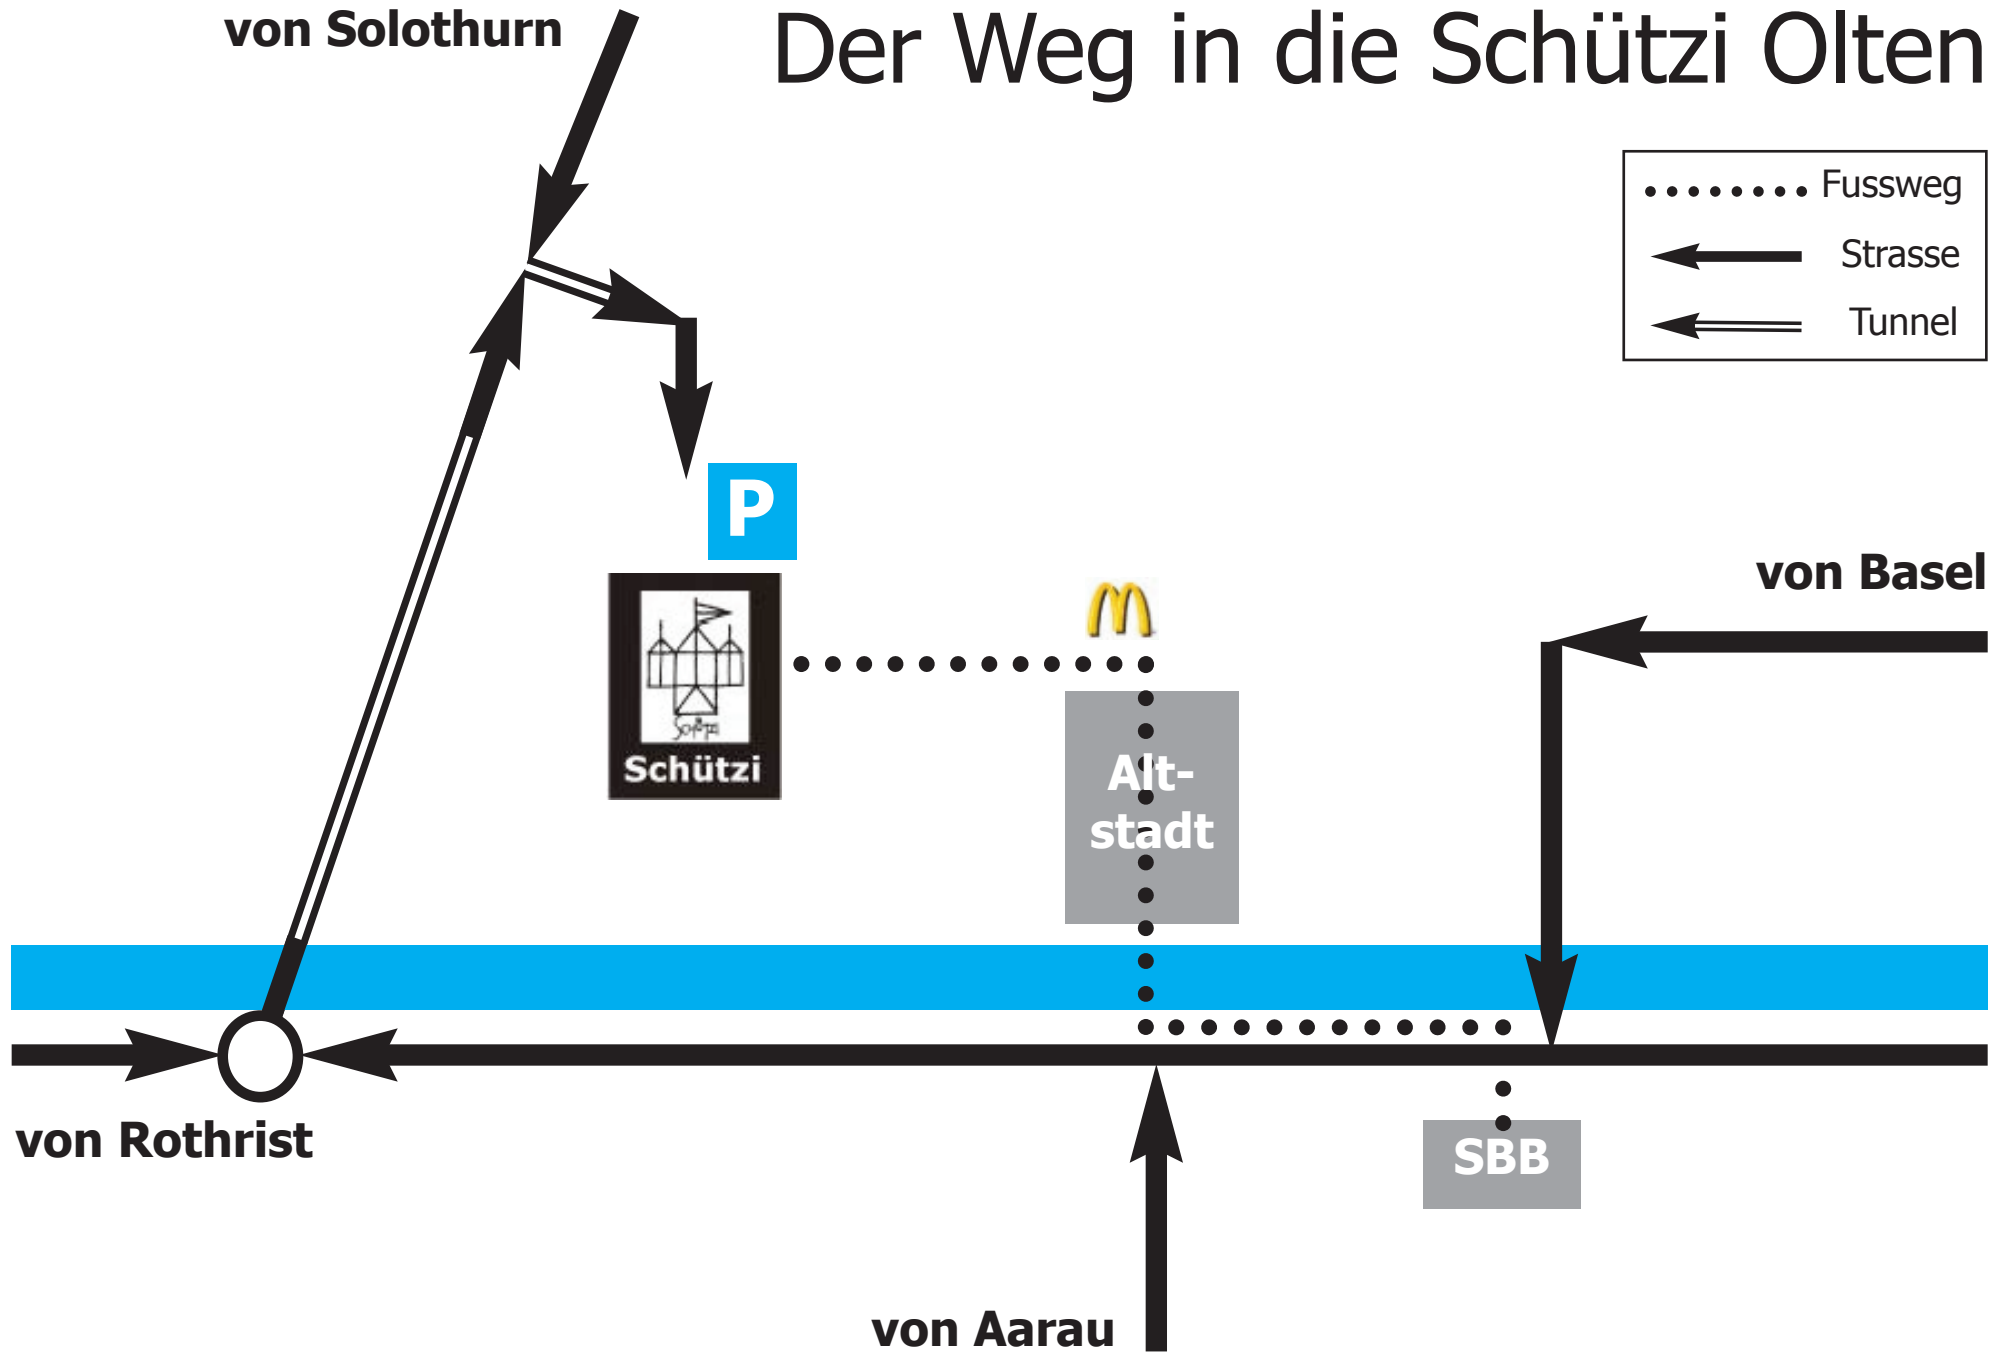 von Solothurn
Der Weg in die Schützi Olten
Fussweg
Strasse
Tunnel
P
von Basel
Schützi
Alt-
stadt
von Rothrist
SBB
von Aarau